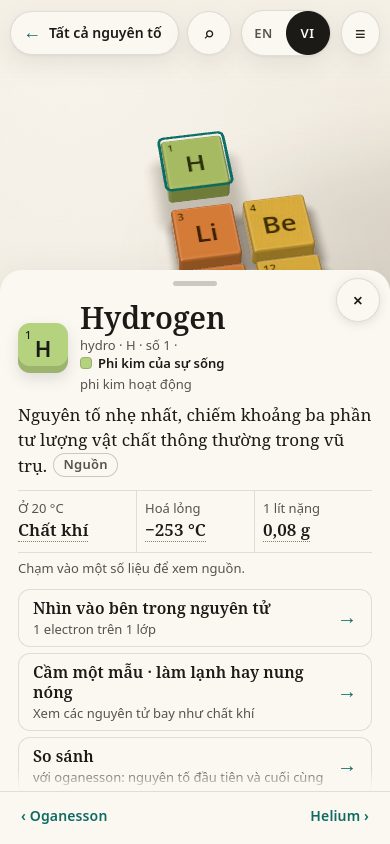 ← Tất cả nguyên tố
EN
VI
≡
1
H
3
Li
4
Be
12
×
1
H
Hydrogen
hydro · H · số 1 ·
Phi kim của sự sống
phi kim hoạt động
Nguyên tố nhẹ nhất, chiếm khoảng ba phần
tư lượng vật chất thông thường trong vũ
trụ. Nguồn
Ở 20 °C
Chất khí
Hoá lỏng
−253 °C
1 lít nặng
0,08 g
Chạm vào một số liệu để xem nguồn.
Nhìn vào bên trong nguyên tử
1 electron trên 1 lớp
→
Cầm một mẫu · làm lạnh hay nung
nóng
Xem các nguyên tử bay như chất khí
→
So sánh
với oganesson: nguyên tố đầu tiên và cuối cùng
→
‹ Oganesson
Helium ›